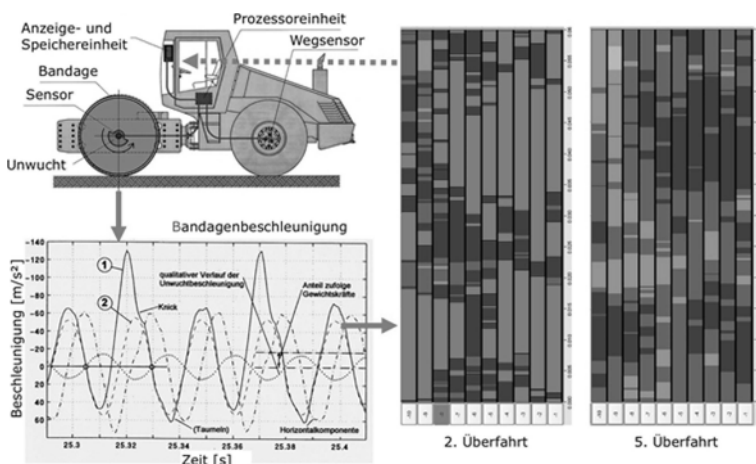 Anzeige- und
Speichereinheit
Prozessoreinheit
Wegsensor
Bandage
Sensor
Unwucht
Bandagenbeschleunigung
Beschleunigung [m/s²]
-140
-120
-100
-80
-60
-40
-20
0
20
40
60
1
2
Knick
qualitativer Verlauf der
Unwuchtbeschleunigung
Anteil zufolge
Gewichtskräfte
(Taumeln)
Horizontalkomponente
25.3
25.32
25.34
25.36
25.38
25.4
Zeit [s]
2. Überfahrt
5. Überfahrt